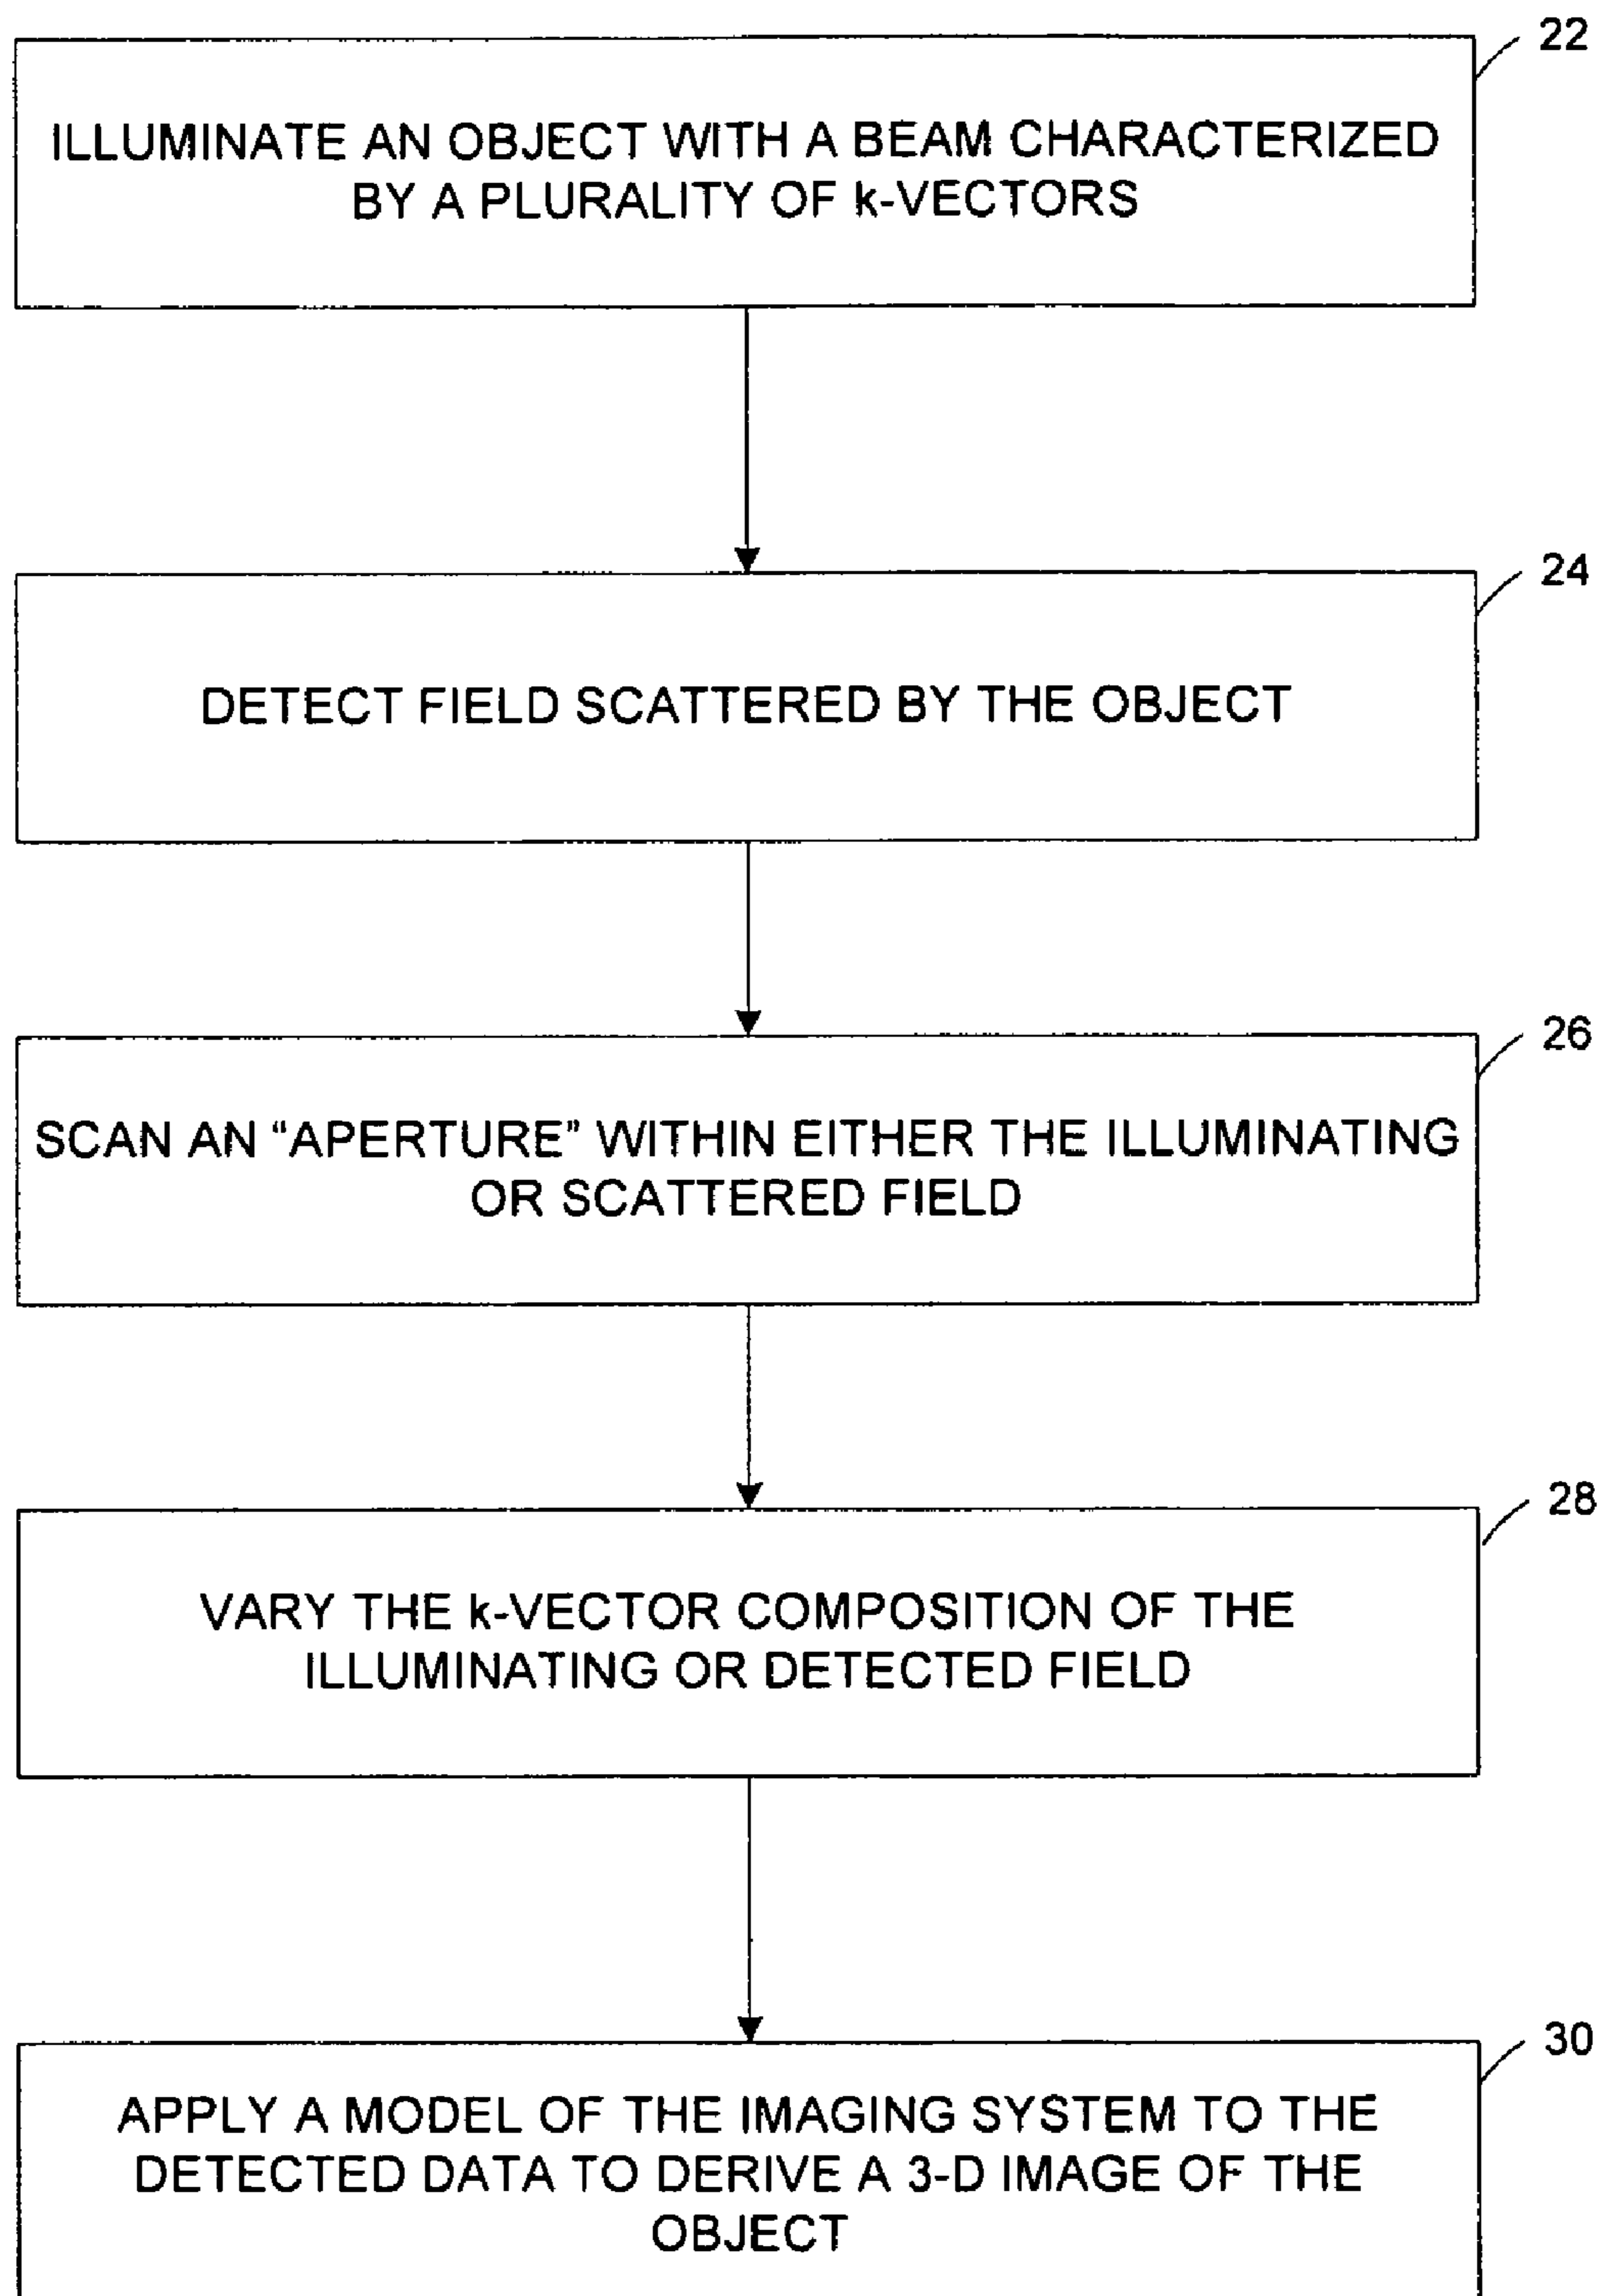 22
ILLUMINATE AN OBJECT WITH A BEAM CHARACTERIZED
BY A PLURALITY OF k-VECTORS
24
DETECT FIELD SCATTERED BY THE OBJECT
26
SCAN AN “APERTURE” WITHIN EITHER THE ILLUMINATING
OR SCATTERED FIELD
28
VARY THE k-VECTOR COMPOSITION OF THE
ILLUMINATING OR DETECTED FIELD
30
APPLY A MODEL OF THE IMAGING SYSTEM TO THE
DETECTED DATA TO DERIVE A 3-D IMAGE OF THE
OBJECT